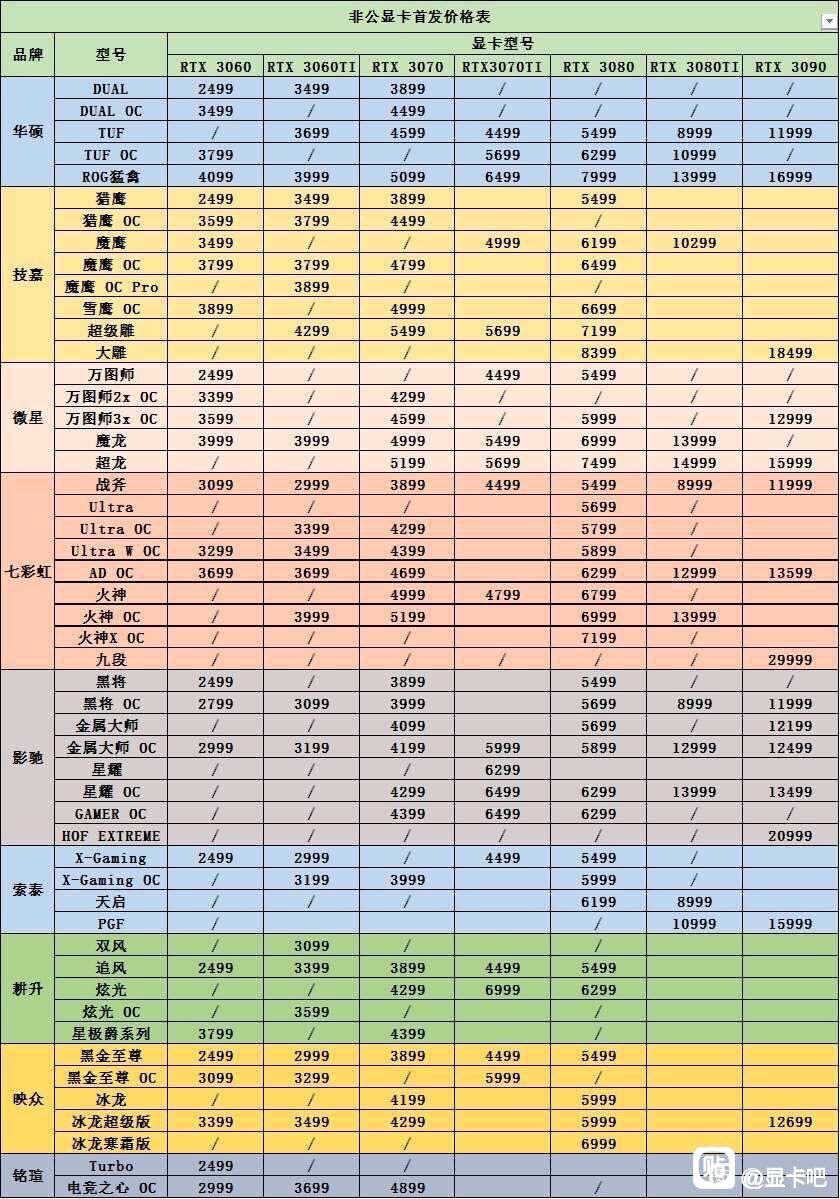 非公显卡首发价格表
品牌 型号 显卡型号
RTX 3060 RTX 3060TI RTX 3070 RTX3070TI RTX 3080 RTX 3080TI RTX 3090
华硕
DUAL 2499 3499 3899 / / / /
DUAL OC 3499 / 4499 / / / /
TUF / 3699 4599 4499 5499 8999 11999
TUF OC 3799 / / 5699 6299 10999 /
ROG猛禽 4099 3999 5099 6499 7999 13999 16999
技嘉
猎鹰 2499 3499 3899 5499
猎鹰 OC 3599 3799 4499 /
魔鹰 3499 / / 4999 6199 10299
魔鹰 OC 3799 3799 4799 6499
魔鹰 OC Pro / 3899 / /
雪鹰 OC 3899 / 4999 6699
超级雕 / 4299 5499 5699 7199
大雕 / / / 8399 18499
微星
万图师 2499 / / 4499 5499 / /
万图师2x OC 3399 / 4299 / / / /
万图师3x OC 3599 / 4599 / 5999 / 12999
魔龙 3999 3999 4999 5499 6999 13999 /
超龙 / / 5199 5699 7499 14999 15999
七彩虹
战斧 3099 2999 3899 4499 5499 8999 11999
Ultra / / / 5699 /
Ultra OC / 3399 4299 5799 /
Ultra W OC 3299 3499 4399 5899 /
AD OC 3699 3699 4699 6299 12999 13599
火神 / / 4999 4799 6799 /
火神 OC / 3999 5199 6999 13999
火神X OC / / / 7199 /
九段 / / / / / / 29999
影驰
黑将 2499 / 3899 5499 / /
黑将 OC 2799 3099 3999 5699 8999 11999
金属大师 / / 4099 5699 / 12199
金属大师 OC 2999 3199 4199 5999 5899 12999 12499
星耀 / / / 6299
星耀 OC / / 4299 6499 6299 13999 13499
GAMER OC / / 4399 6499 6299 / /
HOF EXTREME / / / / / / 20999
索泰
X-Gaming 2499 2999 / 4499 5499 /
X-Gaming OC / 3199 3999 5999 /
天启 / / / 6199 8999
PGF / / 10999 15999
耕升
双风 / 3099 / /
追风 2499 3399 3899 4499 5499
炫光 / / 4299 6999 6299
炫光 OC / 3599 / /
星极爵系列 3799 / 4399 /
映众
黑金至尊 2499 2999 3899 4499 5499
黑金至尊 OC 3099 3299 / 5999 /
冰龙 / / 4199 5999
冰龙超级版 3399 3499 4299 5999 12699
冰龙寒霜版 / / / 6999
铭瑄
Turbo 2499 / /
电竞之心 OC 2999 3699 4899 /
贴吧 @显卡吧